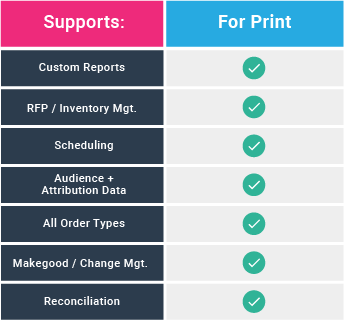 Supports: For Print
Custom Reports
RFP / Inventory Mgt.
Scheduling
Audience +
Attribution Data
All Order Types
Makegood / Change Mgt.
Reconciliation